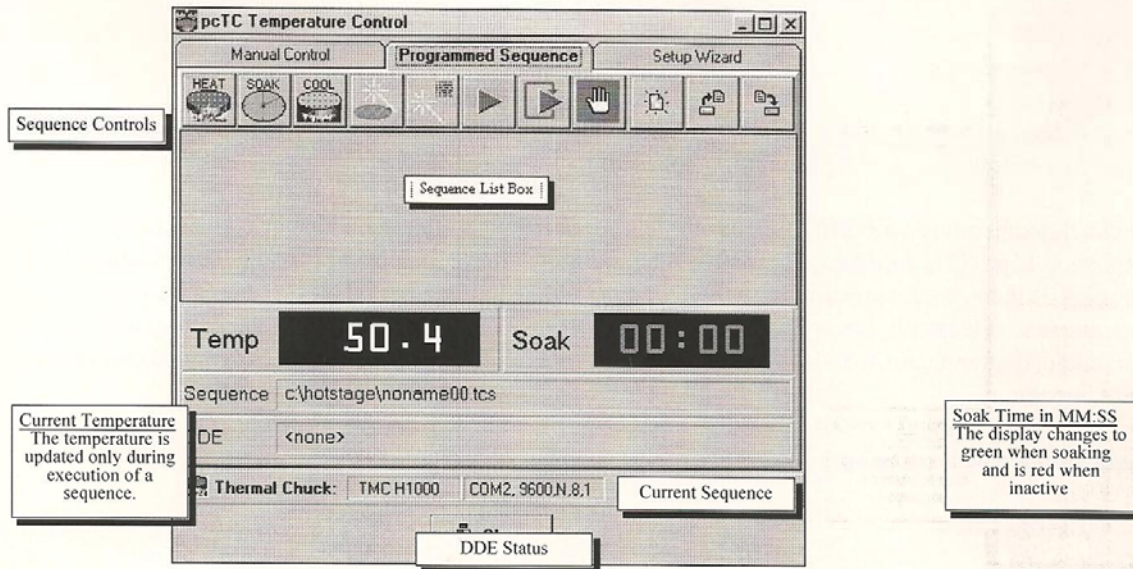 pcTC Temperature Control
Manual Control
Programmed Sequence
Setup Wizard
HEAT
SOAK
COOL
Sequence Controls
Sequence List Box
Temp
50.4
Soak
00:00
Sequence
c:\hotstage\noname00.tcs
Current Temperature
The temperature is
updated only during
execution of a
sequence.
DE
<none>
Soak Time in MM:SS
The display changes to
green when soaking
and is red when
inactive
Thermal Chuck:
TMC H1000
COM2, 9600,N,8,1
Current Sequence
DDE Status